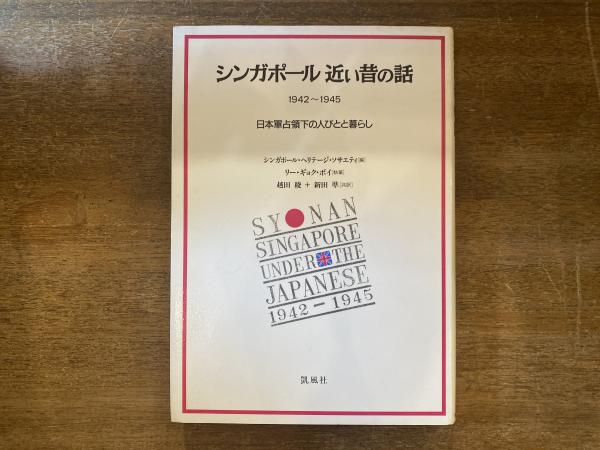 シンガポール 近い昔の話
1942〜1945
日本軍占領下の人びとと暮らし
シンガポール・ヘリテージ・ソサエティ[編]
リー・ギョク・ボイ[執筆]
越田 稜 + 新田 準[共訳]
SYONAN
SINGAPORE
UNDER THE
JAPANESE
1942–1945
凱風社